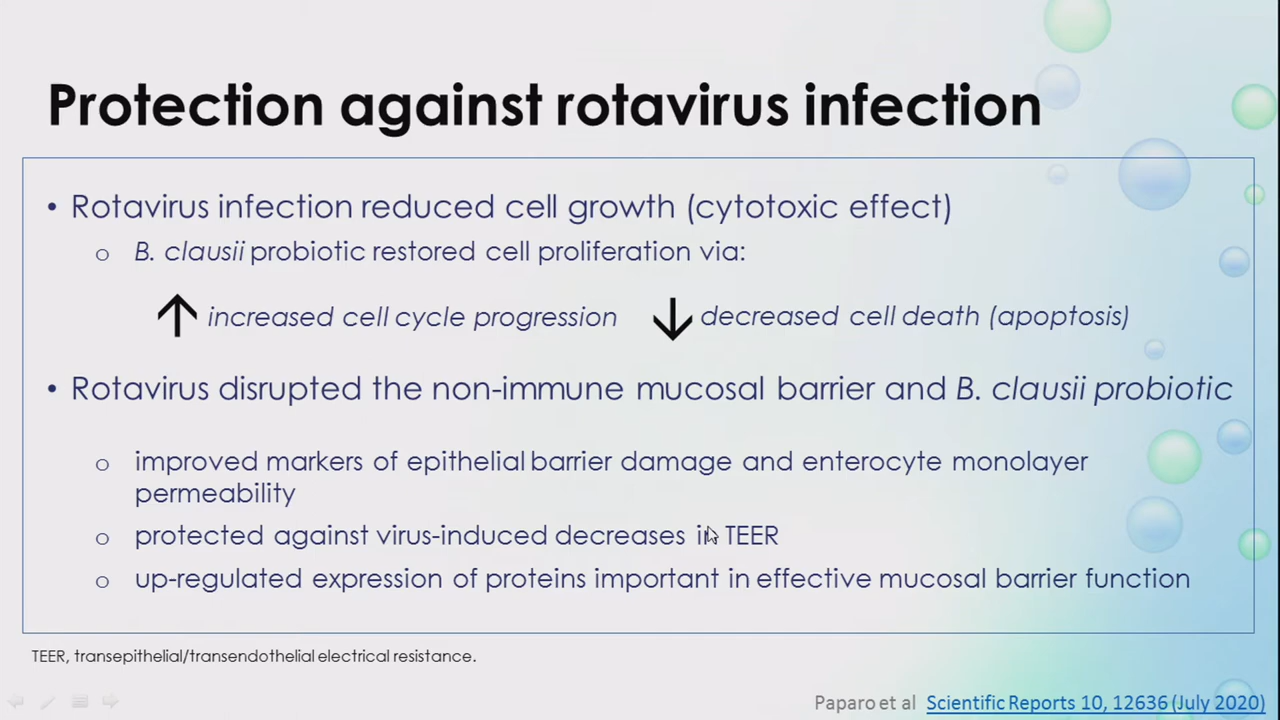 Protection against rotavirus infection
• Rotavirus infection reduced cell growth (cytotoxic effect)
o B. clausii probiotic restored cell proliferation via:
↑ increased cell cycle progression ↓ decreased cell death (apoptosis)
• Rotavirus disrupted the non-immune mucosal barrier and B. clausii probiotic
o improved markers of epithelial barrier damage and enterocyte monolayer
permeability
o protected against virus-induced decreases in TEER
o up-regulated expression of proteins important in effective mucosal barrier function
TEER, transepithelial/transendothelial electrical resistance.
Paparo et al Scientific Reports 10, 12636 (July 2020)